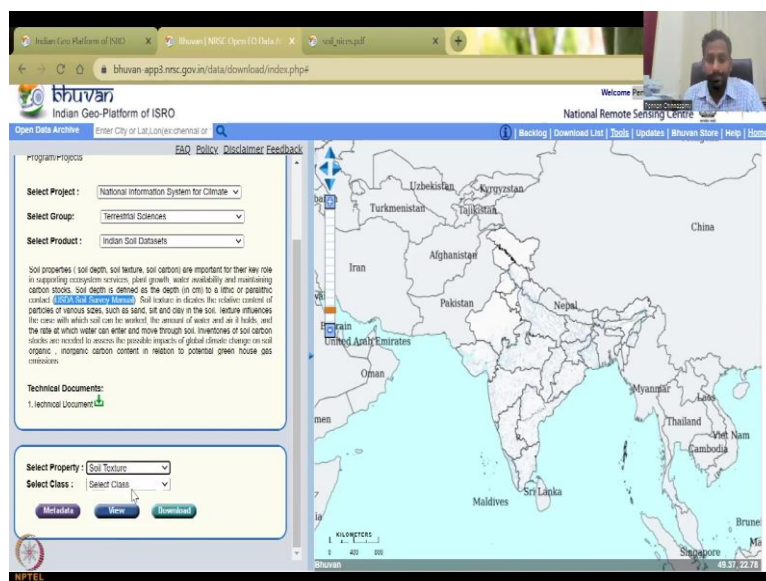 Indian Geo Platform of ISRO
Bhuvan | NRSC Open EO Data A
soil_nices.pdf
bhuvan-app3.nrsc.gov.in/data/download/index.php#
bhuvan
Indian Geo-Platform of ISRO
Welcome Pen
Pennan Chinnasamy
National Remote Sensing Centre
Open Data Archive
Enter City or Lat,Lon(ex:chennai or
Backlog | Download List | Tools | Updates | Bhuvan Store | Help | Home
FAQ Policy Disclaimer Feedback
Program/Projects
Select Project :
National Information System for Climate
Select Group:
Terrestrial Sciences
Select Product :
Indian Soil Datasets
Soil properties ( soil depth, soil texture, soil carbon) are important for their key role
in supporting ecosystem services, plant growth, water availability and maintaining
carbon stocks. Soil depth is defined as the depth (in cm) to a lithic or paralithic
contact (USDA Soil Survey Manual). Soil texture in dicates the relative content of
particles of various sizes, such as sand, silt and clay in the soil. Texture influences
the ease with which soil can be worked, the amount of water and air it holds, and
the rate at which water can enter and move through soil. Inventories of soil carbon
stocks are needed to assess the possible impacts of global climate change on soil
organic , inorganic carbon content in relation to potential green house gas
emissions
Technical Documents:
1. Technical Document
Select Property :
Soil Texture
Select Class :
Select Class
Metadata
View
Download
NPTEL
Uzbekistan
Kyrgyzstan
Turkmenistan
Tajikistan
China
Afghanistan
Iran
Pakistan
Nepal
United Arab Emirates
Oman
Myanmar
Laos
Thailand
Viet Nam
Cambodia
Sri Lanka
Maldives
Brune
Ma
Singapore
KILOMETERS
0 400 800
Bhuvan
49.37, 22.78